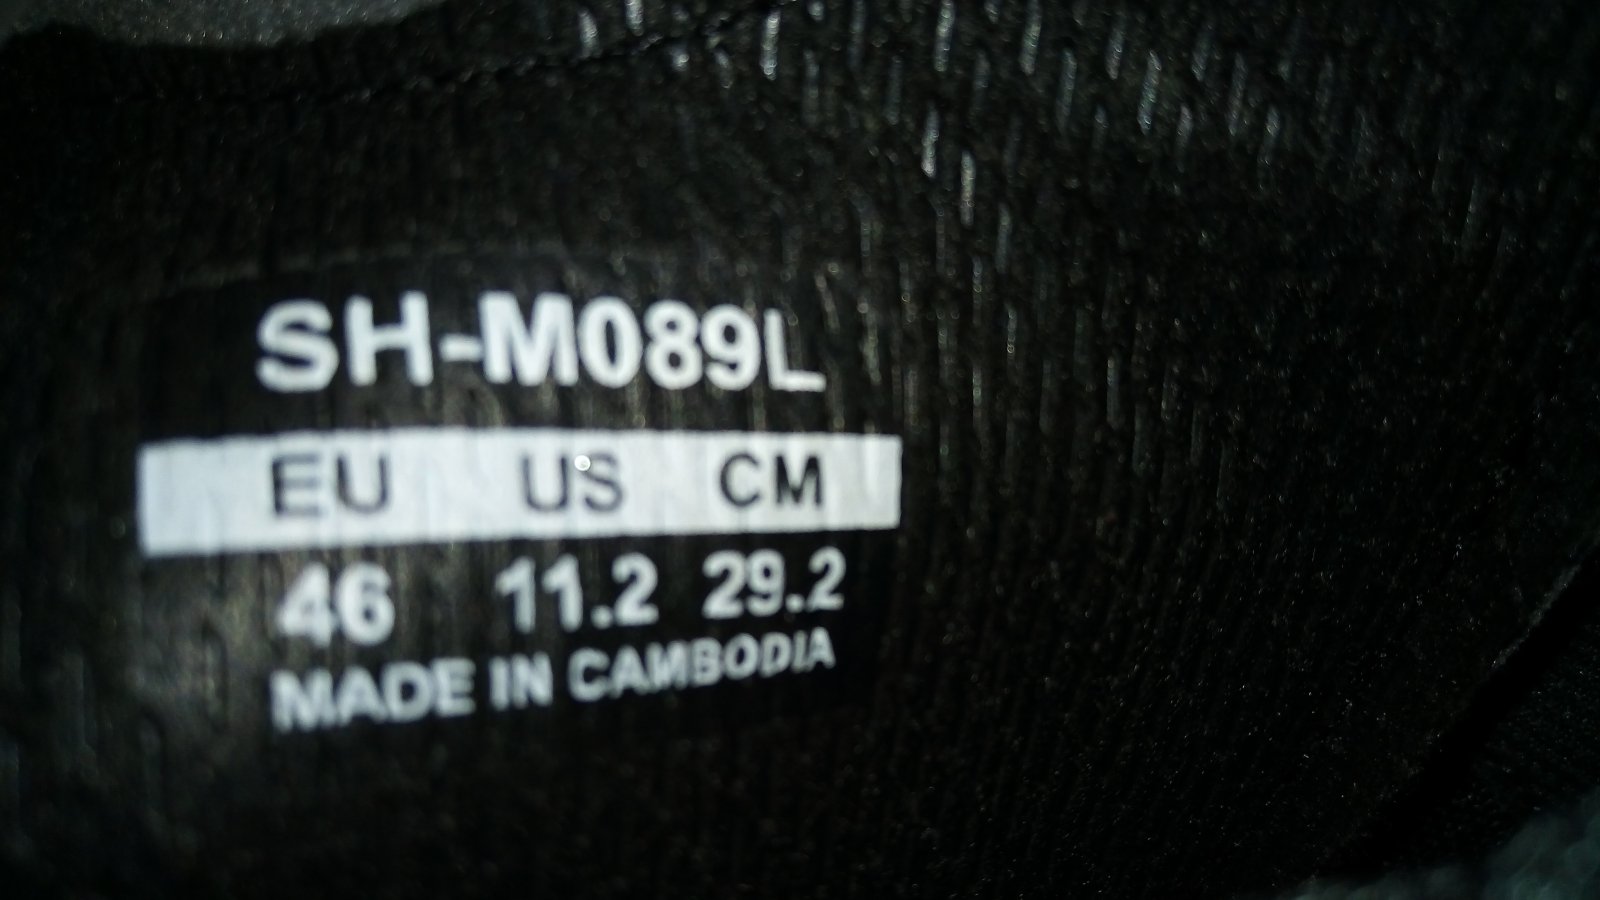 SH-M089L
EU US CM
46 11.2 29.2
MADE IN CAMBODIA